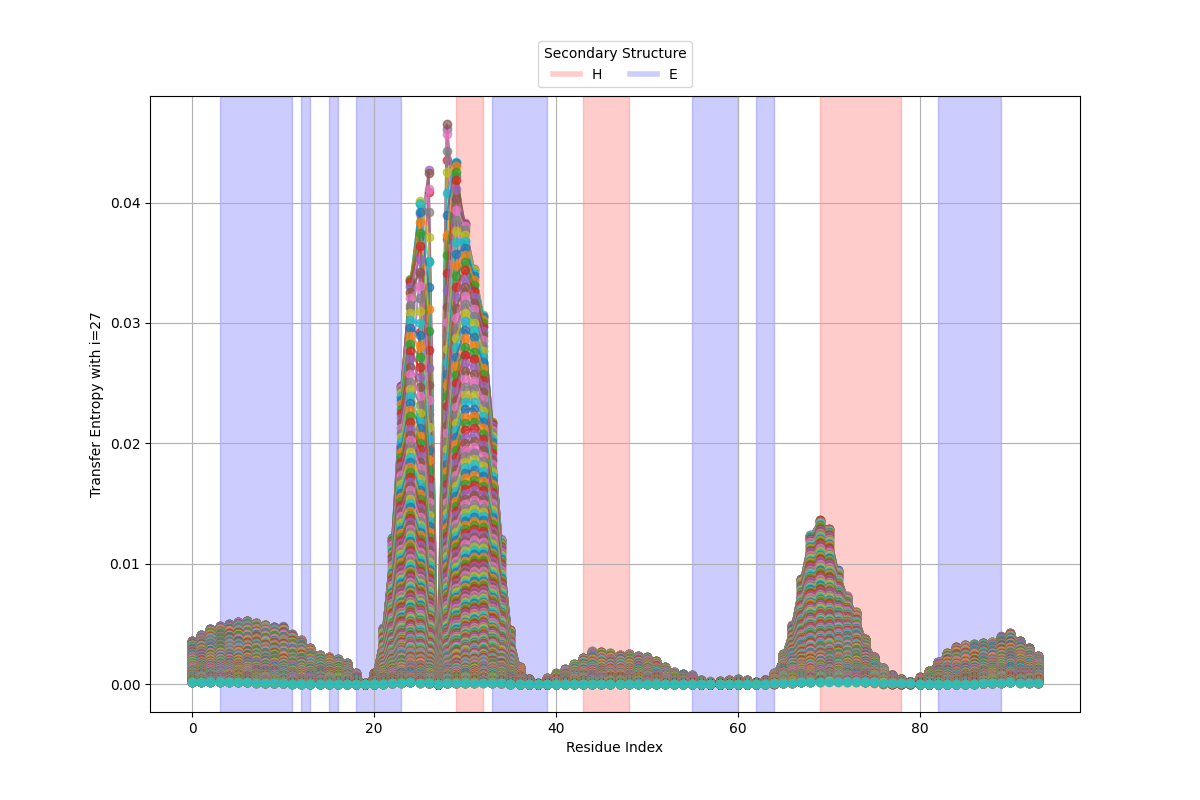 Secondary Structure
H E
0.04
0.03
0.02
0.01
0.00
Transfer Entropy with i=27
0 20 40 60 80
Residue Index